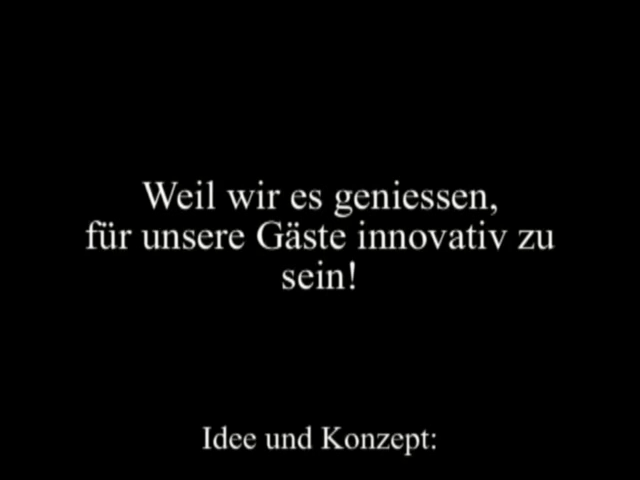 Weil wir es geniessen,
für unsere Gäste innovativ zu
sein!
Idee und Konzept: